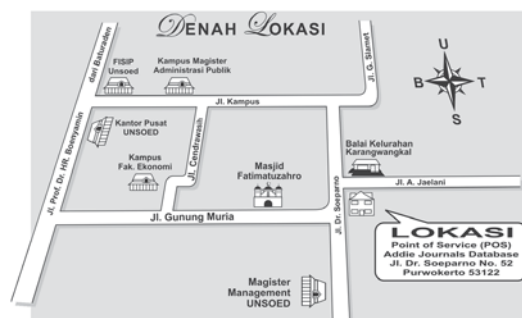 DENAH LOKASI
dari Baturaden
FISIP
Unsoed
Kampus Magister
Administrasi Publik
Jl. G. Slamet
U
B
T
S
Jl. Kampus
Kantor Pusat
UNSOED
Jl. Prof. Dr. HR. Boenyamin
Kampus
Fak. Ekonomi
Jl. Cendrawasih
Masjid
Fatimatuzahro
Balai Kelurahan
Karangwangkal
Jl. A. Jaelani
Jl. Gunung Muria
Jl. Dr. Soeparno
LOKASI
Point of Service (POS)
Addie Journals Database
Jl. Dr. Soeparno No. 52
Purwokerto 53122
Magister
Management
UNSOED